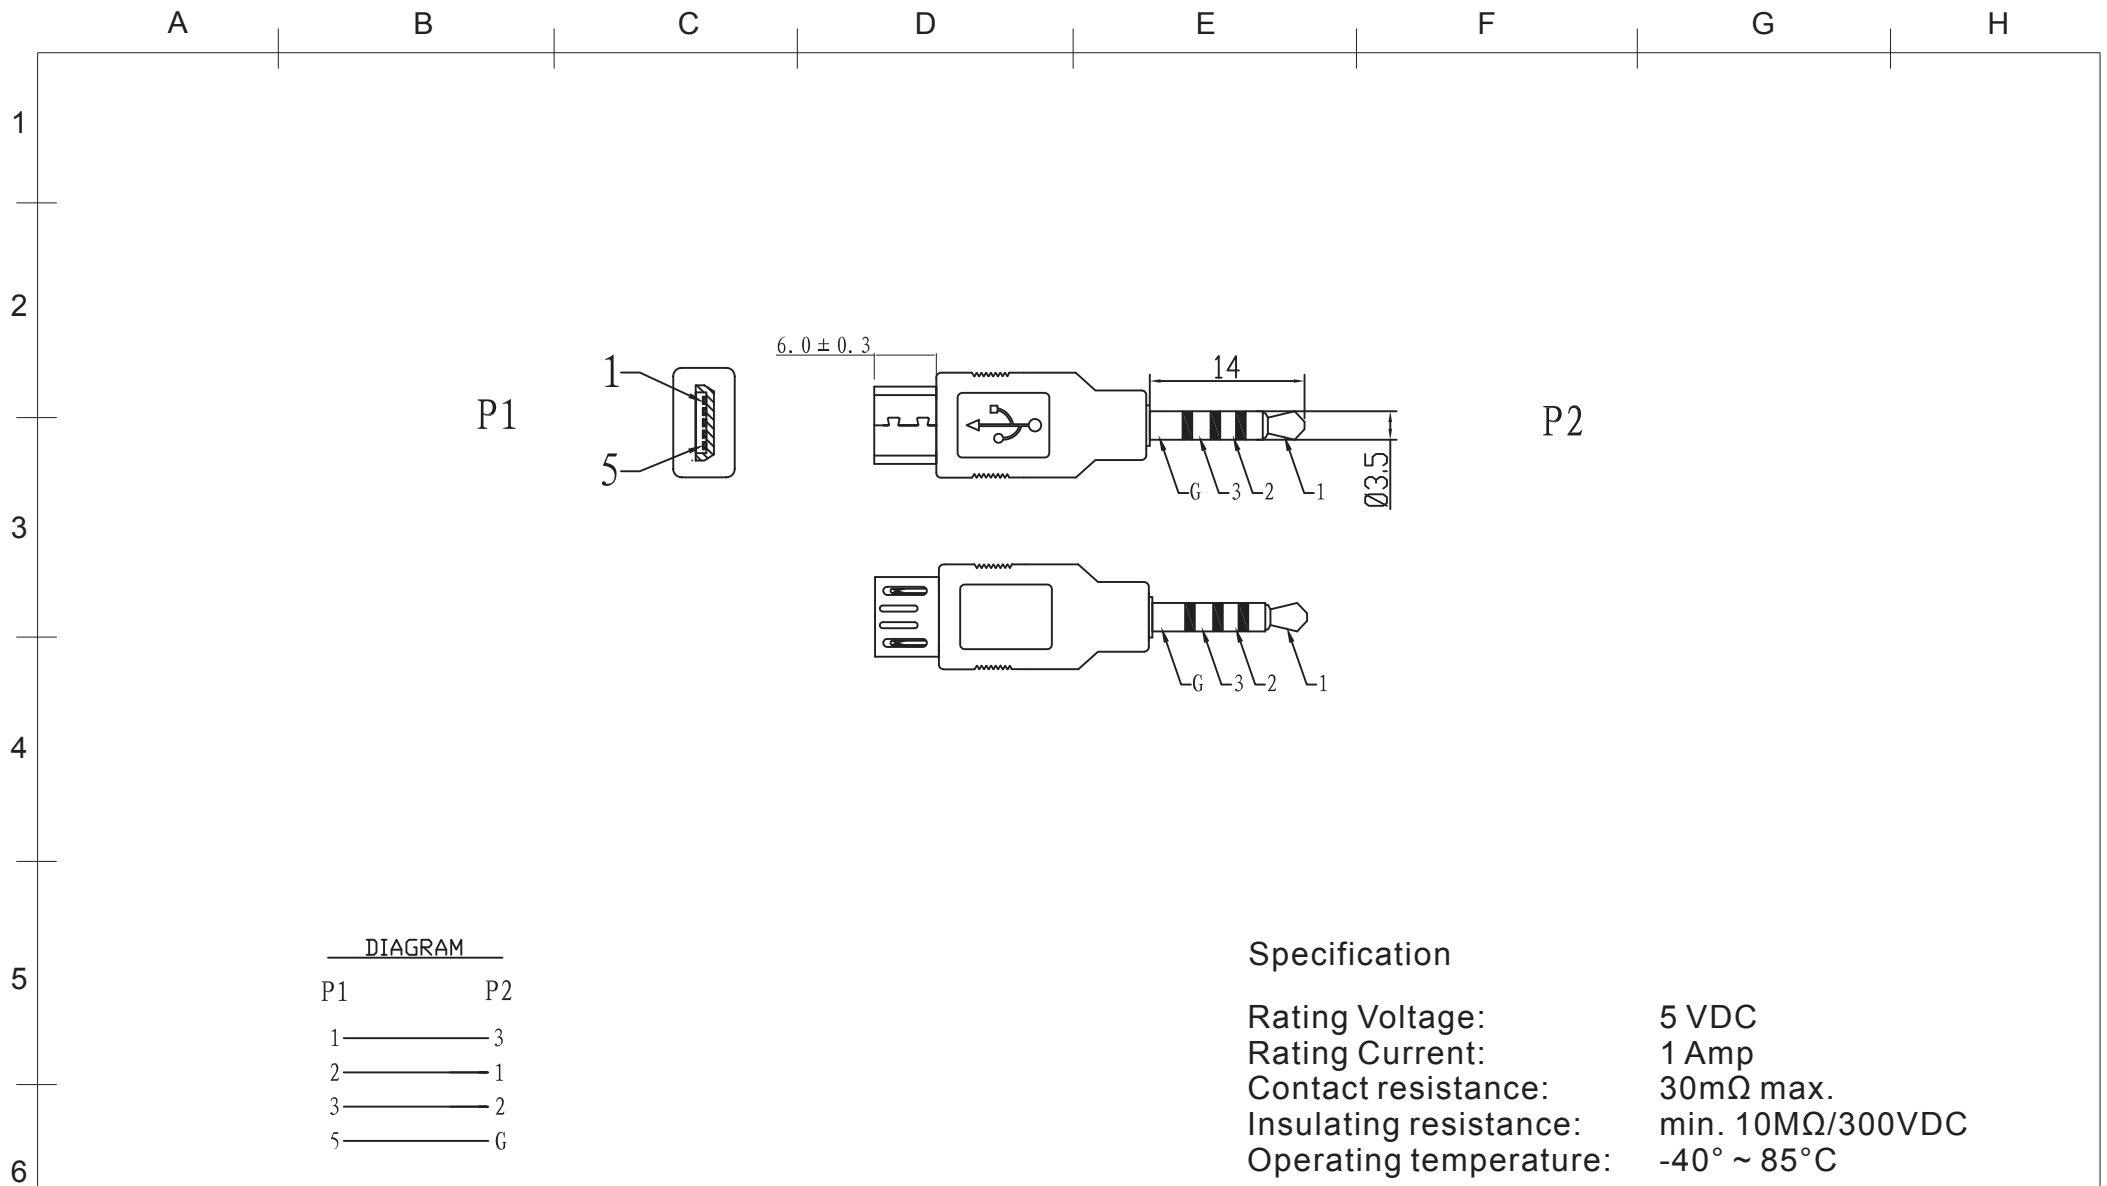 A B C D E F G H
1
2
3
4
5
6
6.0±0.3
14
1
5
P1
P2
Ø3.5
G 3 2 1
G 3 2 1
DIAGRAM
P1 P2
1 3
2 1
3 2
5 G
Specification
Rating Voltage: 5 VDC
Rating Current: 1 Amp
Contact resistance: 30mΩ max.
Insulating resistance: min. 10MΩ/300VDC
Operating temperature: -40° ~ 85°C